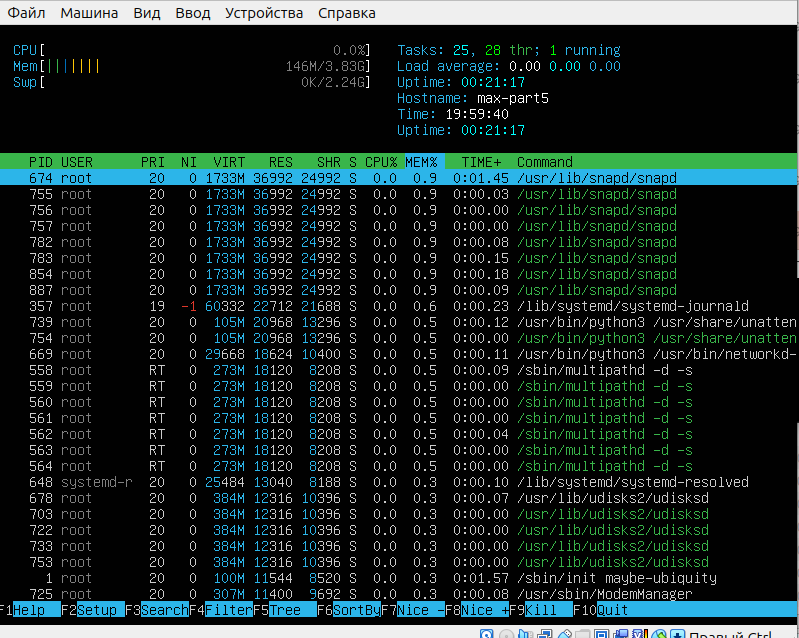 Файл Машина Вид Ввод Устройства Справка
CPU[ 0.0%] Tasks: 25, 28 thr; 1 running
Mem[||||||| 146M/3.83G] Load average: 0.00 0.00 0.00
Swp[ 0K/2.24G] Uptime: 00:21:17
Hostname: max-part5
Time: 19:59:40
Uptime: 00:21:17
PID USER PRI NI VIRT RES SHR S CPU% MEM% TIME+ Command
674 root 20 0 1733M 36992 24992 S 0.0 0.9 0:01.45 /usr/lib/snapd/snapd
755 root 20 0 1733M 36992 24992 S 0.0 0.9 0:00.03 /usr/lib/snapd/snapd
756 root 20 0 1733M 36992 24992 S 0.0 0.9 0:00.00 /usr/lib/snapd/snapd
757 root 20 0 1733M 36992 24992 S 0.0 0.9 0:00.00 /usr/lib/snapd/snapd
782 root 20 0 1733M 36992 24992 S 0.0 0.9 0:00.08 /usr/lib/snapd/snapd
783 root 20 0 1733M 36992 24992 S 0.0 0.9 0:00.15 /usr/lib/snapd/snapd
854 root 20 0 1733M 36992 24992 S 0.0 0.9 0:00.18 /usr/lib/snapd/snapd
887 root 20 0 1733M 36992 24992 S 0.0 0.9 0:00.09 /usr/lib/snapd/snapd
357 root 19 -1 60332 22712 21688 S 0.0 0.6 0:00.23 /lib/systemd/systemd-journald
739 root 20 0 105M 20968 13296 S 0.0 0.5 0:00.12 /usr/bin/python3 /usr/share/unatten
754 root 20 0 105M 20968 13296 S 0.0 0.5 0:00.00 /usr/bin/python3 /usr/share/unatten
669 root 20 0 29668 18624 10400 S 0.0 0.5 0:00.11 /usr/bin/python3 /usr/bin/networkd-
558 root RT 0 273M 18120 8208 S 0.0 0.5 0:00.09 /sbin/multipathd -d -s
559 root RT 0 273M 18120 8208 S 0.0 0.5 0:00.00 /sbin/multipathd -d -s
560 root RT 0 273M 18120 8208 S 0.0 0.5 0:00.00 /sbin/multipathd -d -s
561 root RT 0 273M 18120 8208 S 0.0 0.5 0:00.00 /sbin/multipathd -d -s
562 root RT 0 273M 18120 8208 S 0.0 0.5 0:00.04 /sbin/multipathd -d -s
563 root RT 0 273M 18120 8208 S 0.0 0.5 0:00.00 /sbin/multipathd -d -s
564 root RT 0 273M 18120 8208 S 0.0 0.5 0:00.00 /sbin/multipathd -d -s
648 systemd-r 20 0 25484 13040 8188 S 0.0 0.3 0:00.10 /lib/systemd/systemd-resolved
678 root 20 0 384M 12316 10396 S 0.0 0.3 0:00.07 /usr/lib/udisks2/udisksd
703 root 20 0 384M 12316 10396 S 0.0 0.3 0:00.00 /usr/lib/udisks2/udisksd
722 root 20 0 384M 12316 10396 S 0.0 0.3 0:00.00 /usr/lib/udisks2/udisksd
733 root 20 0 384M 12316 10396 S 0.0 0.3 0:00.00 /usr/lib/udisks2/udisksd
753 root 20 0 384M 12316 10396 S 0.0 0.3 0:00.00 /usr/lib/udisks2/udisksd
1 root 20 0 100M 11544 8520 S 0.0 0.3 0:01.57 /sbin/init maybe-ubiquity
725 root 20 0 307M 11400 9692 S 0.0 0.3 0:00.08 /usr/sbin/ModemManager
F1Help F2Setup F3SearchF4FilterF5Tree F6SortByF7Nice -F8Nice +F9Kill F10Quit
Правый Ctrl